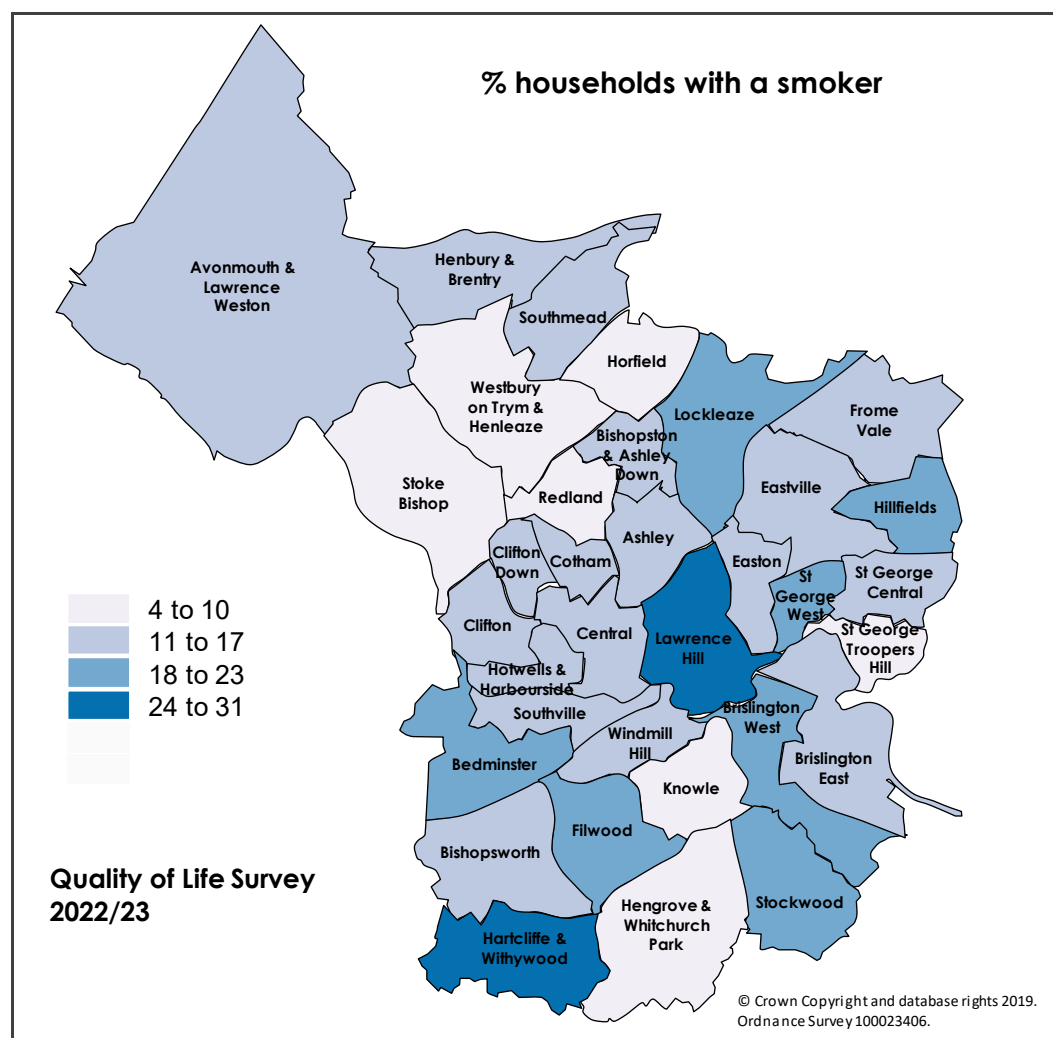 % households with a smoker
Avonmouth &
Lawrence
Weston
Henbury &
Brentry
Southmead
Horfield
Westbury
on Trym &
Henleaze
Lockleaze
Frome
Vale
Bishopston
& Ashley
Down
Stoke
Bishop
Redland
Eastville
Hillfields
Ashley
Clifton
Down
Cotham
Easton
St
George
West
St George
Central
Clifton
Central
Lawrence
Hill
St George
Troopers
Hill
Hotwells &
Harbourside
Southville
Windmill
Hill
Brislington
West
Bedminster
Brislington
East
Knowle
Filwood
Bishopsworth
Stockwood
Hengrove &
Whitchurch
Park
Hartcliffe &
Withywood
4 to 10
11 to 17
18 to 23
24 to 31
Quality of Life Survey
2022/23
© Crown Copyright and database rights 2019.
Ordnance Survey 100023406.